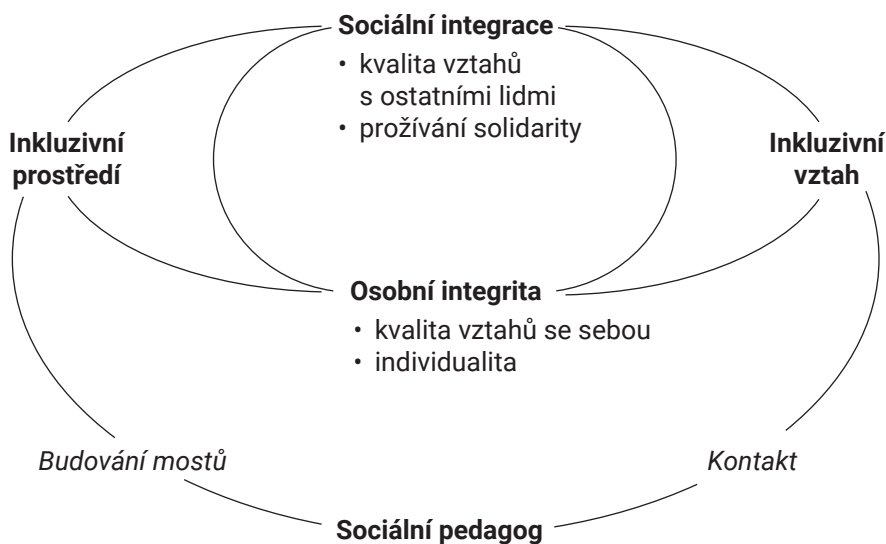 Sociální integrace
• kvalita vztahů
s ostatními lidmi
• prožívání solidarity
Inkluzivní
prostředí
Inkluzivní
vztah
Osobní integrita
• kvalita vztahů se sebou
• individualita
Budování mostů
Kontakt
Sociální pedagog